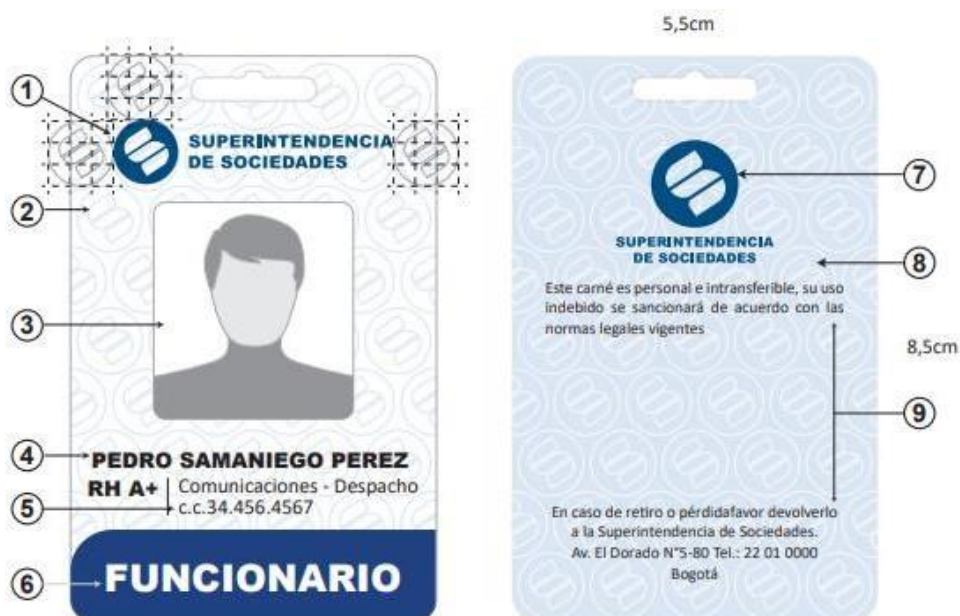 5,5cm
1
SUPERINTENDENCIA
DE SOCIEDADES
2
3
4
PEDRO SAMANIEGO PEREZ
RH A+
Comunicaciones - Despacho
5
c.c.34.456.4567
6
FUNCIONARIO
7
SUPERINTENDENCIA
DE SOCIEDADES
8
Este carné es personal e intransferible, su uso
indebido se sancionará de acuerdo con las
normas legales vigentes
8,5cm
9
En caso de retiro o pérdidafavor devolverlo
a la Superintendencia de Sociedades.
Av. El Dorado N°5-80 Tel.: 22 01 0000
Bogotá